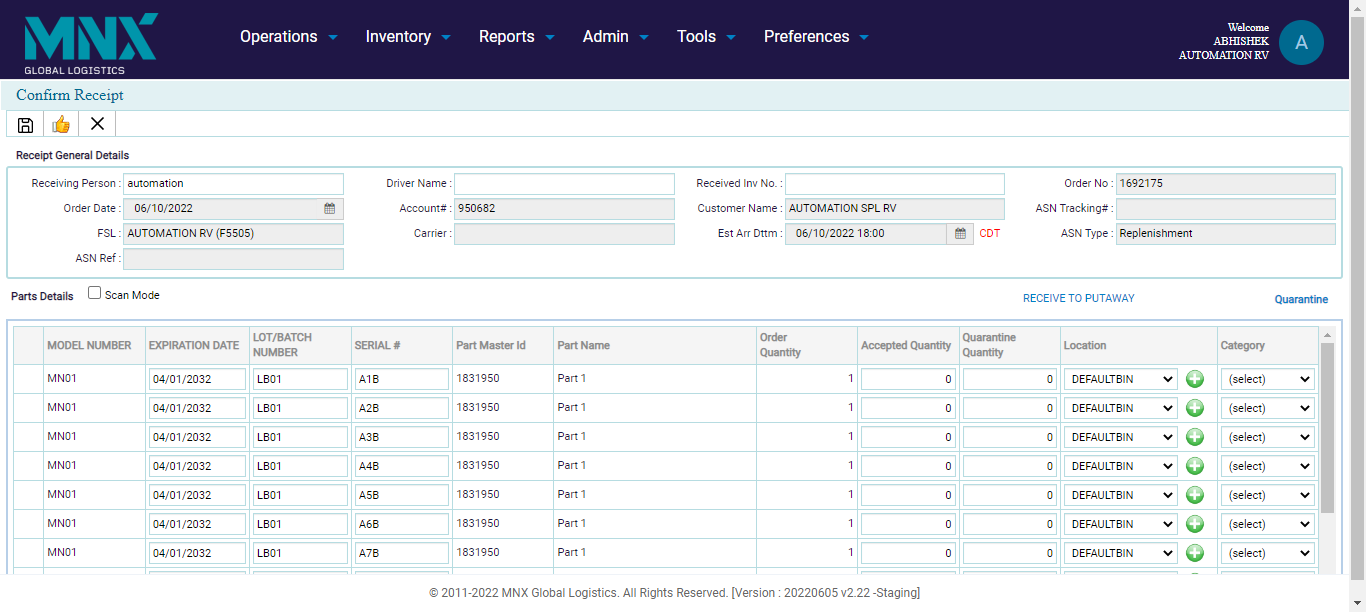 MNX
GLOBAL LOGISTICS
Operations Inventory Reports Admin Tools Preferences
Welcome
ABHISHEK
AUTOMATION RV
A
Confirm Receipt
Receipt General Details
Receiving Person : automation Driver Name : Received Inv No. : Order No : 1692175
Order Date : 06/10/2022 Account# : 950682 Customer Name : AUTOMATION SPL RV ASN Tracking# :
FSL : AUTOMATION RV (F5505) Carrier : Est Arr Dttm : 06/10/2022 18:00 CDT ASN Type : Replenishment
ASN Ref :
Parts Details Scan Mode RECEIVE TO PUTAWAY Quarantine
MODEL NUMBER EXPIRATION DATE LOT/BATCH NUMBER SERIAL # Part Master Id Part Name Order Quantity Accepted Quantity Quarantine Quantity Location Category
MN01 04/01/2032 LB01 A1B 1831950 Part 1 1 0 0 DEFAULTBIN (select)
MN01 04/01/2032 LB01 A2B 1831950 Part 1 1 0 0 DEFAULTBIN (select)
MN01 04/01/2032 LB01 A3B 1831950 Part 1 1 0 0 DEFAULTBIN (select)
MN01 04/01/2032 LB01 A4B 1831950 Part 1 1 0 0 DEFAULTBIN (select)
MN01 04/01/2032 LB01 A5B 1831950 Part 1 1 0 0 DEFAULTBIN (select)
MN01 04/01/2032 LB01 A6B 1831950 Part 1 1 0 0 DEFAULTBIN (select)
MN01 04/01/2032 LB01 A7B 1831950 Part 1 1 0 0 DEFAULTBIN (select)
© 2011-2022 MNX Global Logistics. All Rights Reserved. [Version : 20220605 v2.22 -Staging]